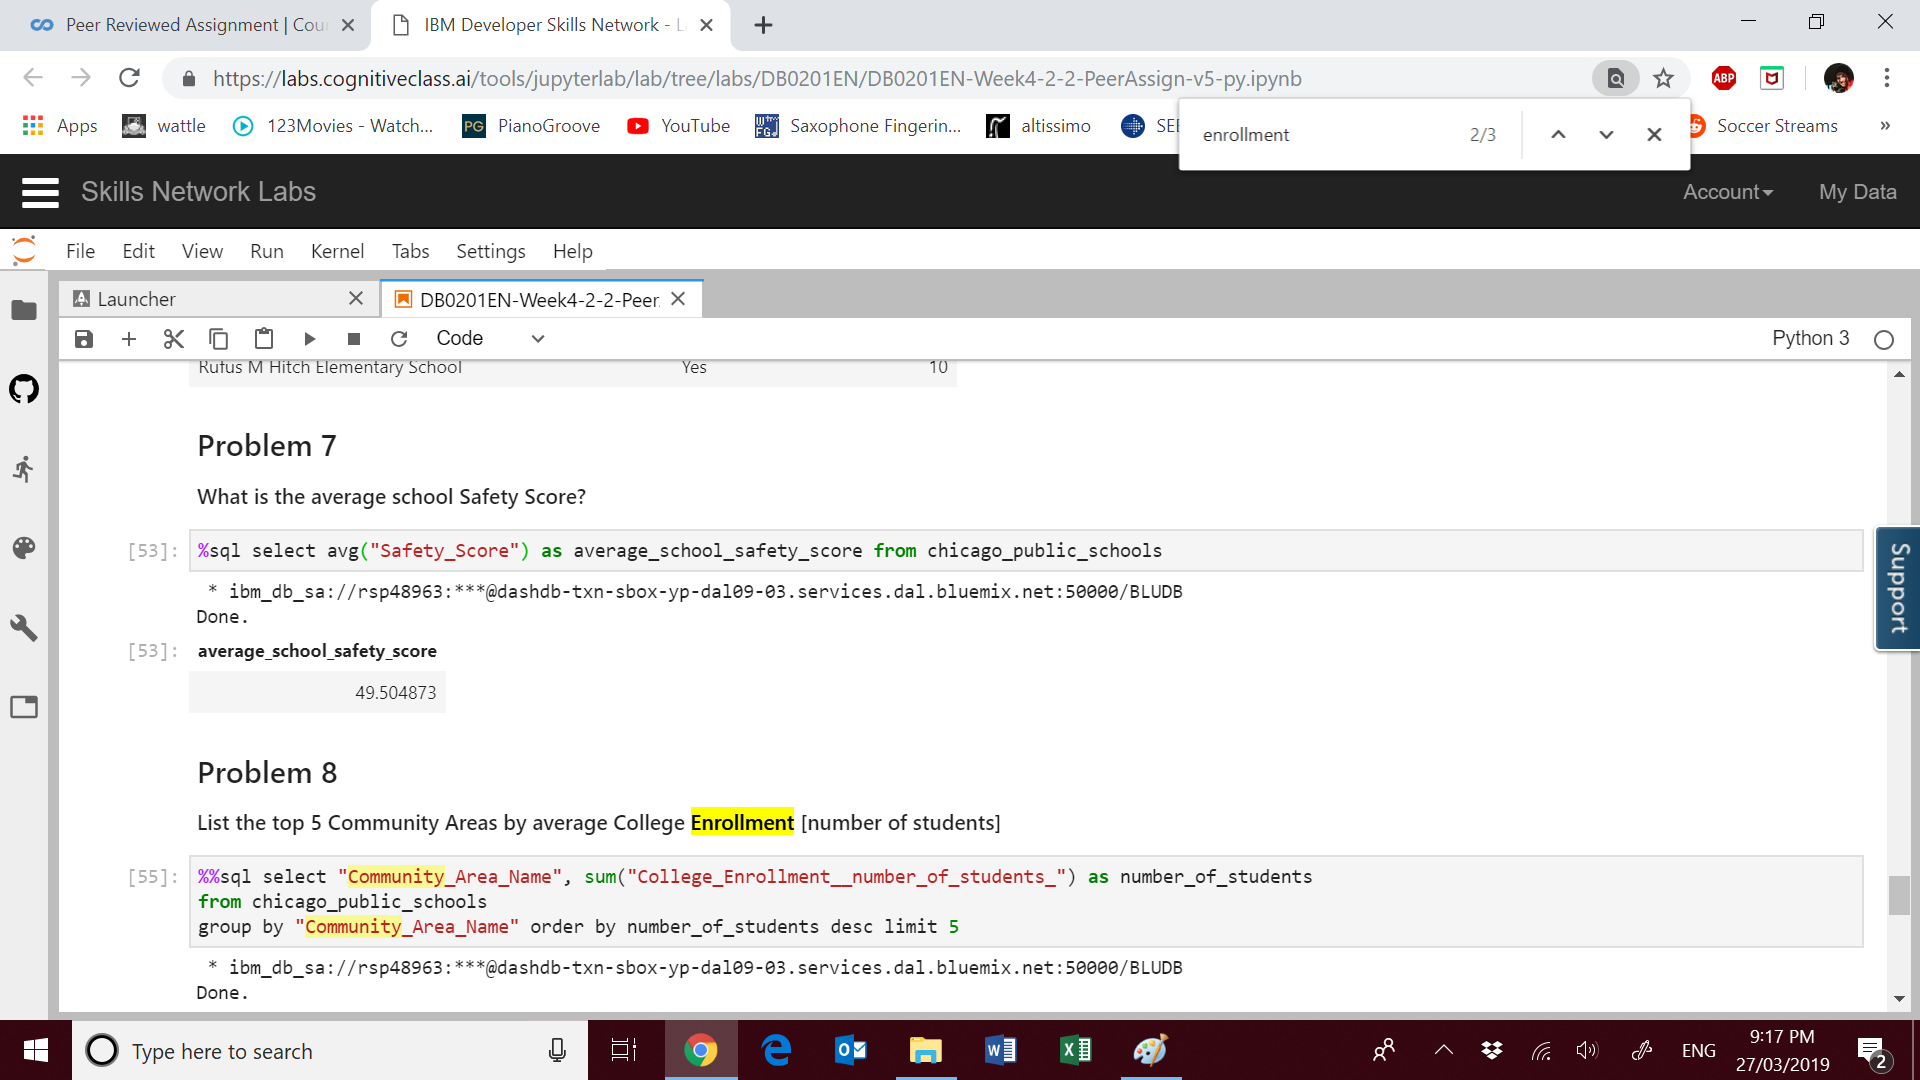 Peer Reviewed Assignment | Cou
IBM Developer Skills Network - L
https://labs.cognitiveclass.ai/tools/jupyterlab/lab/tree/labs/DB0201EN/DB0201EN-Week4-2-2-PeerAssign-v5-py.ipynb
ABP
Apps
wattle
123Movies - Watch...
PG PianoGroove
YouTube
Saxophone Fingerin...
altissimo
Soccer Streams
»
enrollment 2/3
Skills Network Labs
Account
My Data
File Edit View Run Kernel Tabs Settings Help
Launcher
DB0201EN-Week4-2-2-Peer
Code
Python 3
Rufus M Hitch Elementary School Yes 10
Problem 7
What is the average school Safety Score?
[53]: %sql select avg("Safety_Score") as average_school_safety_score from chicago_public_schools
* ibm_db_sa://rsp48963:***@dashdb-txn-sbox-yp-dal09-03.services.dal.bluemix.net:50000/BLUDB
Done.
[53]: average_school_safety_score
49.504873
Problem 8
List the top 5 Community Areas by average College Enrollment [number of students]
[55]: %%sql select "Community_Area_Name", sum("College_Enrollment__number_of_students_") as number_of_students
from chicago_public_schools
group by "Community_Area_Name" order by number_of_students desc limit 5
* ibm_db_sa://rsp48963:***@dashdb-txn-sbox-yp-dal09-03.services.dal.bluemix.net:50000/BLUDB
Done.
Support
Type here to search
ENG
9:17 PM
27/03/2019
2